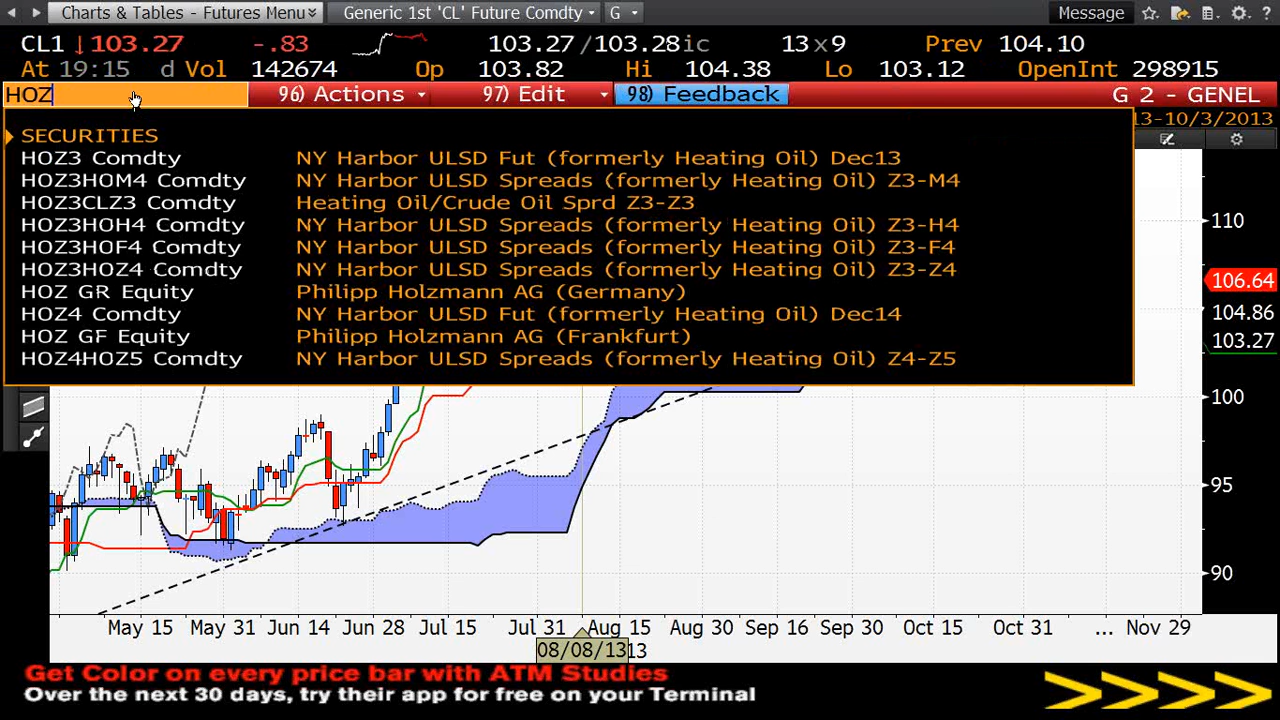 Charts & Tables - Futures Menu Generic 1st 'CL' Future Comdty G Message
CL1 ↓103.27 -.83 103.27/103.28ic 13x9 Prev 104.10
At 19:15 d Vol 142674 Op 103.82 Hi 104.38 Lo 103.12 OpenInt 298915
HOZ 96) Actions 97) Edit 98) Feedback G 2 - GENEL
13-10/3/2013
SECURITIES
HOZ3 Comdty NY Harbor ULSD Fut (formerly Heating Oil) Dec13
HOZ3HOM4 Comdty NY Harbor ULSD Spreads (formerly Heating Oil) Z3-M4
HOZ3CLZ3 Comdty Heating Oil/Crude Oil Sprd Z3-Z3
HOZ3HOH4 Comdty NY Harbor ULSD Spreads (formerly Heating Oil) Z3-H4
HOZ3HOF4 Comdty NY Harbor ULSD Spreads (formerly Heating Oil) Z3-F4
HOZ3HOZ4 Comdty NY Harbor ULSD Spreads (formerly Heating Oil) Z3-Z4
HOZ GR Equity Philipp Holzmann AG (Germany)
HOZ4 Comdty NY Harbor ULSD Fut (formerly Heating Oil) Dec14
HOZ GF Equity Philipp Holzmann AG (Frankfurt)
HOZ4HOZ5 Comdty NY Harbor ULSD Spreads (formerly Heating Oil) Z4-Z5
110
106.64
104.86
103.27
100
95
90
May 15 May 31 Jun 14 Jun 28 Jul 15 Jul 31 Aug 15 Aug 30 Sep 16 Sep 30 Oct 15 Oct 31 ... Nov 29
08/08/13 13
Get Color on every price bar with ATM Studies
Over the next 30 days, try their app for free on your Terminal